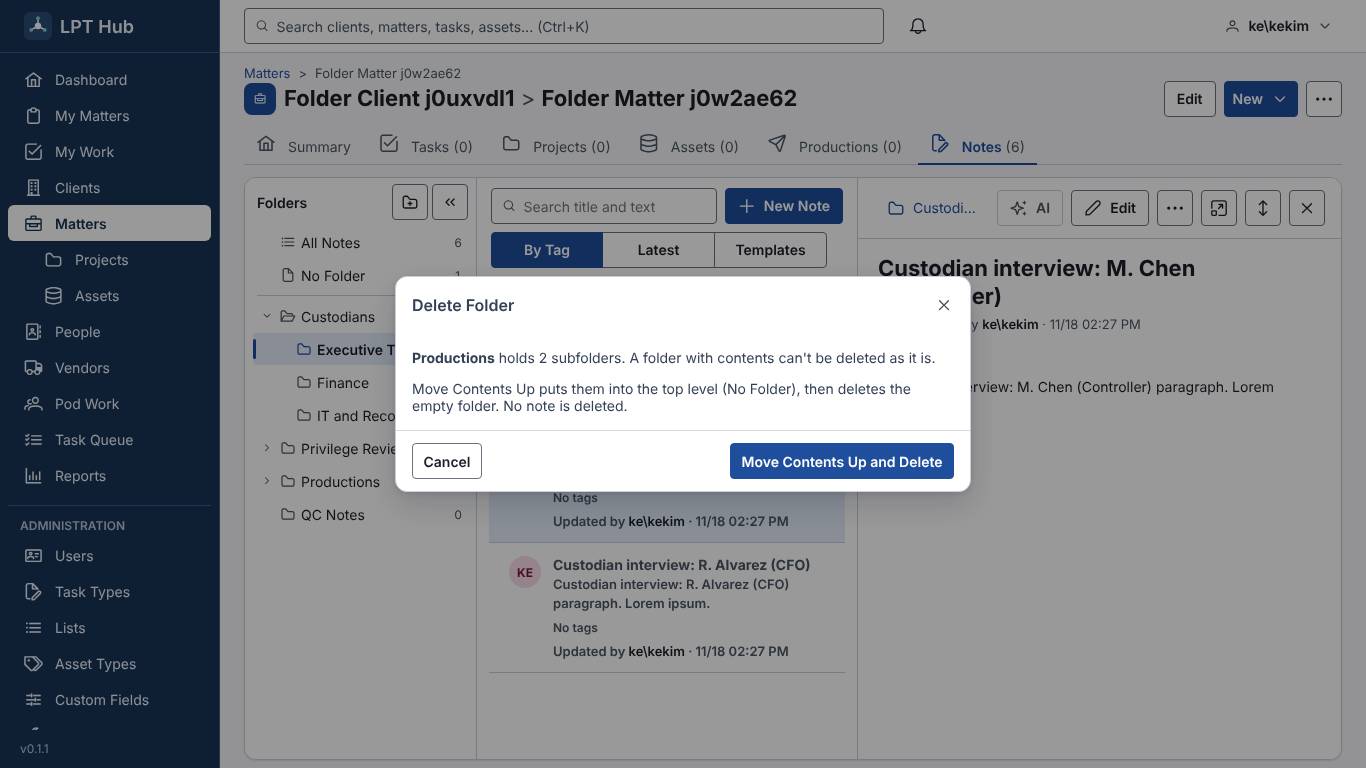 LPT Hub
Search clients, matters, tasks, assets... (Ctrl+K)
ke\kekim
Dashboard
My Matters
My Work
Clients
Matters
Projects
Assets
People
Vendors
Pod Work
Task Queue
Reports
ADMINISTRATION
Users
Task Types
Lists
Asset Types
Custom Fields
v0.1.1
Matters > Folder Matter j0w2ae62
Folder Client j0uxvdl1 > Folder Matter j0w2ae62
Edit
New
Summary
Tasks (0)
Projects (0)
Assets (0)
Productions (0)
Notes (6)
Folders
All Notes 6
No Folder 1
Custodians
Executive T
Finance
IT and Reco
Privilege Revie
Productions
QC Notes 0
Search title and text
New Note
By Tag
Latest
Templates
No tags
Updated by ke\kekim · 11/18 02:27 PM
KE
Custodian interview: R. Alvarez (CFO)
Custodian interview: R. Alvarez (CFO)
paragraph. Lorem ipsum.
No tags
Updated by ke\kekim · 11/18 02:27 PM
Custodi...
AI
Edit
Custodian interview: M. Chen
er)
y ke\kekim · 11/18 02:27 PM
rview: M. Chen (Controller) paragraph. Lorem
Delete Folder
Productions holds 2 subfolders. A folder with contents can't be deleted as it is.
Move Contents Up puts them into the top level (No Folder), then deletes the
empty folder. No note is deleted.
Cancel
Move Contents Up and Delete